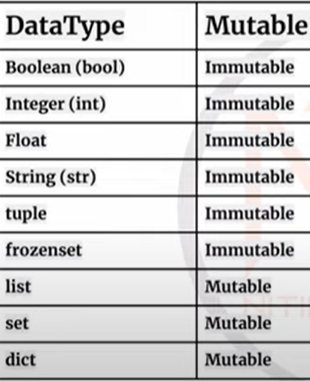 DataType Mutable
Boolean (bool) Immutable
Integer (int) Immutable
Float Immutable
String (str) Immutable
tuple Immutable
frozenset Immutable
list Mutable
set Mutable
dict Mutable